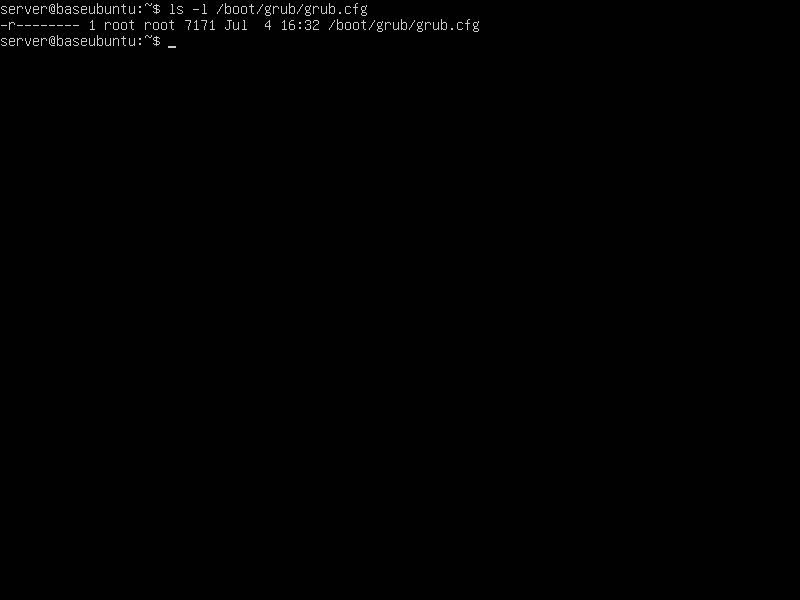 server@baseubuntu:~$ ls -l /boot/grub/grub.cfg
-r-------- 1 root root 7171 Jul  4 16:32 /boot/grub/grub.cfg
server@baseubuntu:~$ _